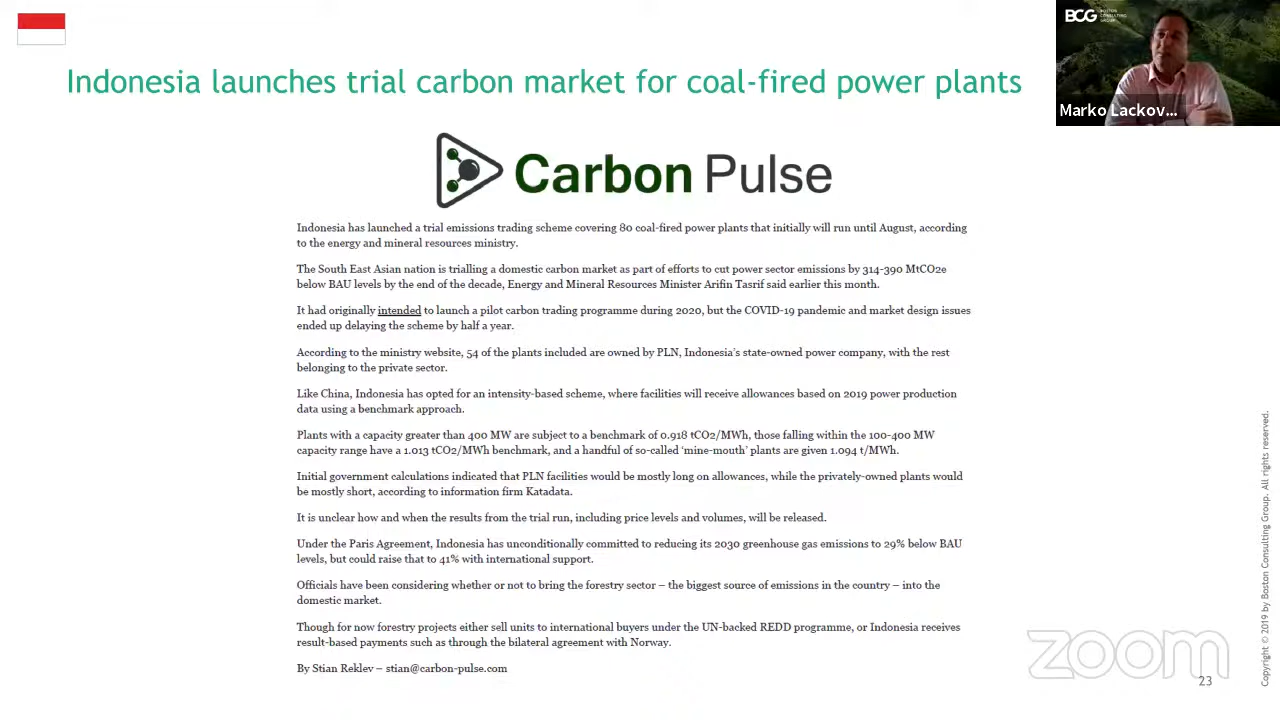 BCG BOSTON CONSULTING GROUP
Indonesia launches trial carbon market for coal-fired power plants
Marko Lackov...
Carbon Pulse
Indonesia has launched a trial emissions trading scheme covering 80 coal-fired power plants that initially will run until August, according
to the energy and mineral resources ministry.
The South East Asian nation is trialling a domestic carbon market as part of efforts to cut power sector emissions by 314-390 MtCO2e
below BAU levels by the end of the decade, Energy and Mineral Resources Minister Arifin Tasrif said earlier this month.
It had originally intended to launch a pilot carbon trading programme during 2020, but the COVID-19 pandemic and market design issues
ended up delaying the scheme by half a year.
According to the ministry website, 54 of the plants included are owned by PLN, Indonesia's state-owned power company, with the rest
belonging to the private sector.
Like China, Indonesia has opted for an intensity-based scheme, where facilities will receive allowances based on 2019 power production
data using a benchmark approach.
Plants with a capacity greater than 400 MW are subject to a benchmark of 0.918 tCO2/MWh, those falling within the 100-400 MW
capacity range have a 1.013 tCO2/MWh benchmark, and a handful of so-called 'mine-mouth' plants are given 1.094 t/MWh.
Initial government calculations indicated that PLN facilities would be mostly long on allowances, while the privately-owned plants would
be mostly short, according to information firm Katadata.
It is unclear how and when the results from the trial run, including price levels and volumes, will be released.
Under the Paris Agreement, Indonesia has unconditionally committed to reducing its 2030 greenhouse gas emissions to 29% below BAU
levels, but could raise that to 41% with international support.
Officials have been considering whether or not to bring the forestry sector – the biggest source of emissions in the country – into the
domestic market.
Though for now forestry projects either sell units to international buyers under the UN-backed REDD programme, or Indonesia receives
result-based payments such as through the bilateral agreement with Norway.
By Stian Reklev – stian@carbon-pulse.com
zoom
23
Copyright © 2019 by Boston Consulting Group. All rights reserved.